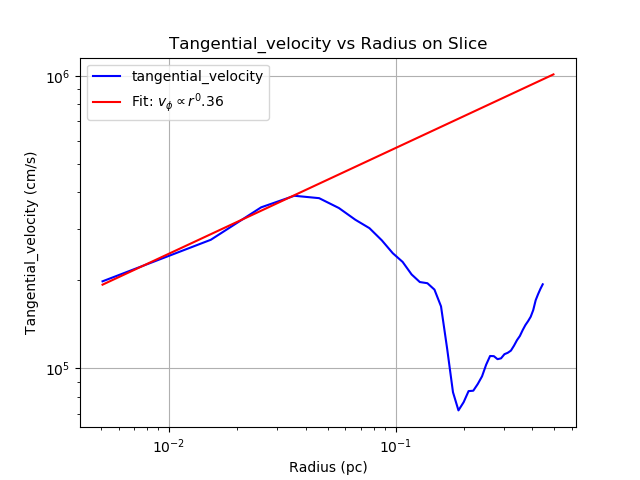 Tangential_velocity vs Radius on Slice
tangential_velocity
Fit: $v_\phi \propto r^0.36$
10^6
10^5
Tangential_velocity (cm/s)
10^{-2} 10^{-1}
Radius (pc)